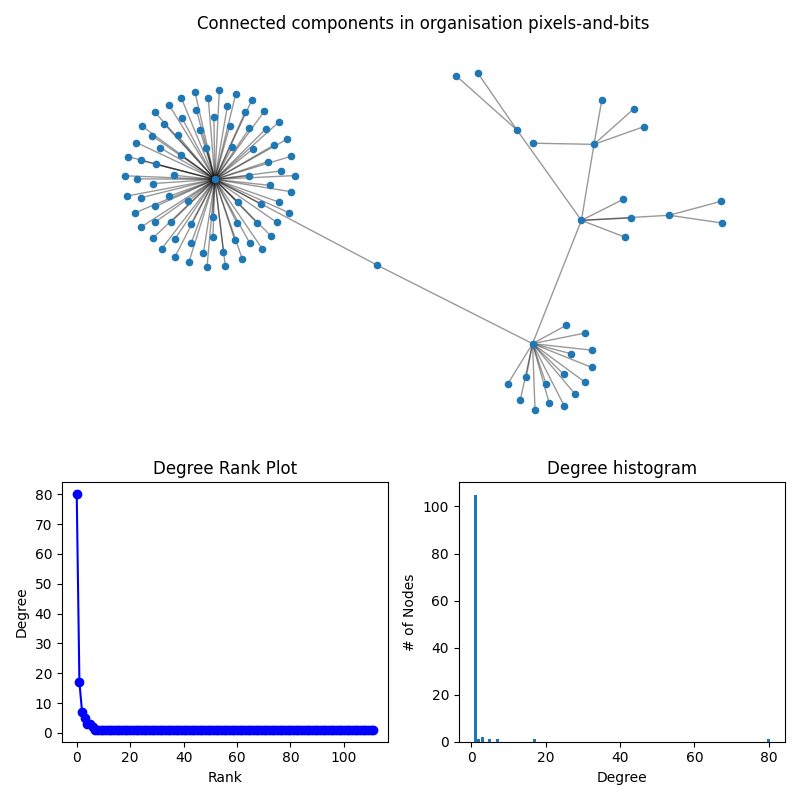 Connected components in organisation pixels-and-bits
Degree Rank Plot
80
70
60
50
40
30
20
10
0
Degree
0 20 40 60 80 100
Rank
Degree histogram
100
80
60
40
20
0
# of Nodes
0 20 40 60 80
Degree